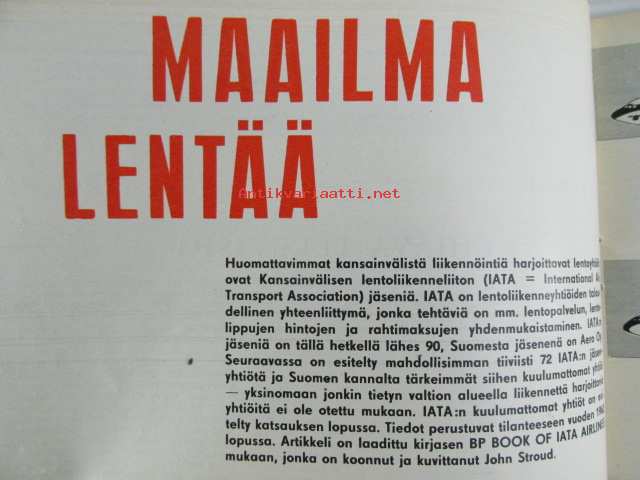 MAAILMA
LENTÄÄ
Antikvariaatti.net
Huomattavimmat kansainvälistä liikennöintiä harjoittavat
ovat Kansainvälisen lentoliikenneliiton (IATA = International
Transport Association) jäseniä. IATA on lentoliikenneyhtiöiden
dellinen yhteenliittymä, jonka tehtäviä on mm. lentopalvelun,
lippujen hintojen ja rahtimaksujen yhdenmukaistaminen. IATA:n
jäseniä on tällä hetkellä lähes 90, Suomesta jäsenenä on Aero
Seuraavassa on esitelty mahdollisimman tiiviisti 72 IATA:n
yhtiötä ja Suomen kannalta tärkeimmät siihen kuulumattomat
— yksinomaan jonkin tietyn valtion alueella liikennettä
yhtiöitä ei ole otettu mukaan. IATA:n kuulumattomat yhtiöt on
telty katsauksen lopussa. Tiedot perustuvat tilanteeseen vuoden
lopussa. Artikkeli on laadittu kirjasen BP BOOK OF IATA
mukaan, jonka on koonnut ja kuvittanut John Stroud.